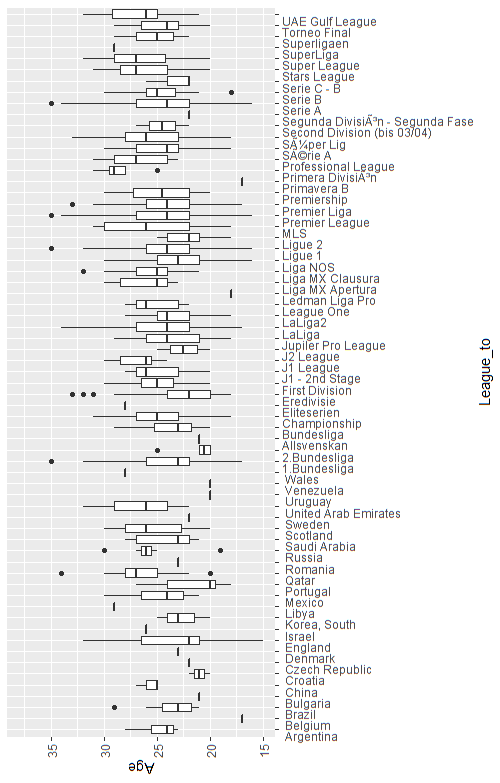 UAE Gulf League
Torneo Final
Superligaen
SuperLiga
Super League
Stars League
Serie C - B
Serie B
Serie A
Segunda DivisiÃ³n - Segunda Fase
Second Division (bis 03/04)
SÃ¼per Lig
SÃ©rie A
Professional League
Primera DivisiÃ³n
Primavera B
Premiership
Premier Liga
Premier League
MLS
Ligue 2
Ligue 1
Liga NOS
Liga MX Clausura
Liga MX Apertura
Ledman Liga Pro
League One
LaLiga2
LaLiga
Jupiler Pro League
J2 League
J1 League
J1 - 2nd Stage
First Division
Eredivisie
Eliteserien
Championship
Bundesliga
Allsvenskan
2.Bundesliga
1.Bundesliga
Wales
Venezuela
Uruguay
United Arab Emirates
Sweden
Scotland
Saudi Arabia
Russia
Romania
Qatar
Portugal
Mexico
Libya
Korea, South
Israel
England
Denmark
Czech Republic
Croatia
China
Bulgaria
Brazil
Belgium
Argentina
League_to
35
30
25
20
15
Age